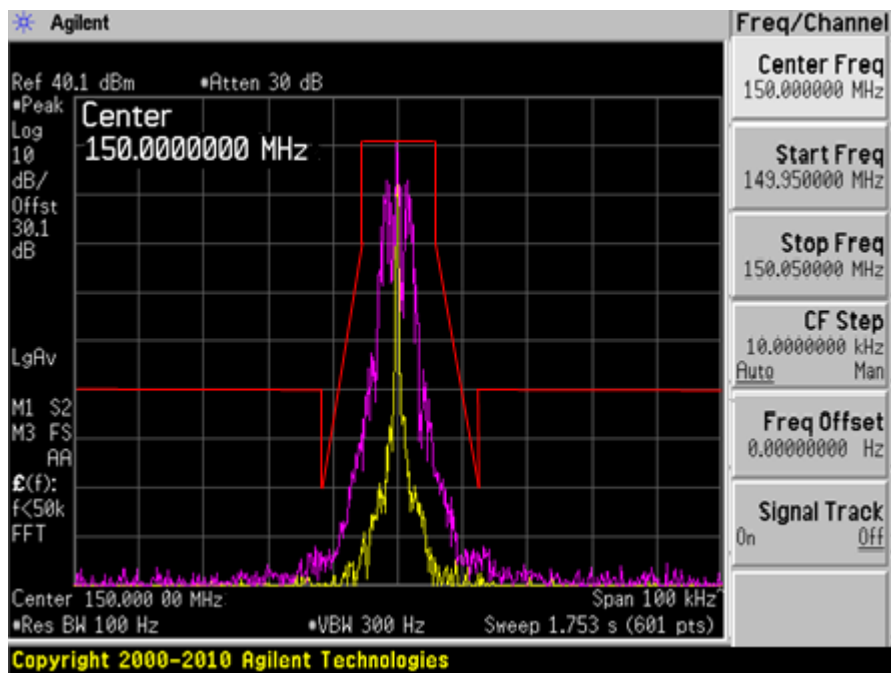 Agilent
Freq/Channel
Ref 40.1 dBm
*Atten 30 dB
*Peak
Log
10
dB/
Offst
30.1
dB
LgAv
M1 S2
M3 FS
AA
£(f):
f<50k
FFT
Center
150.0000000 MHz
Center 150.000 00 MHz
Span 100 kHz
*Res BW 100 Hz
*VBW 300 Hz
Sweep 1.753 s (601 pts)
Copyright 2000-2010 Agilent Technologies
Center Freq
150.000000 MHz
Start Freq
149.950000 MHz
Stop Freq
150.050000 MHz
CF Step
10.0000000 kHz
Auto Man
Freq Offset
0.00000000 Hz
Signal Track
On Off